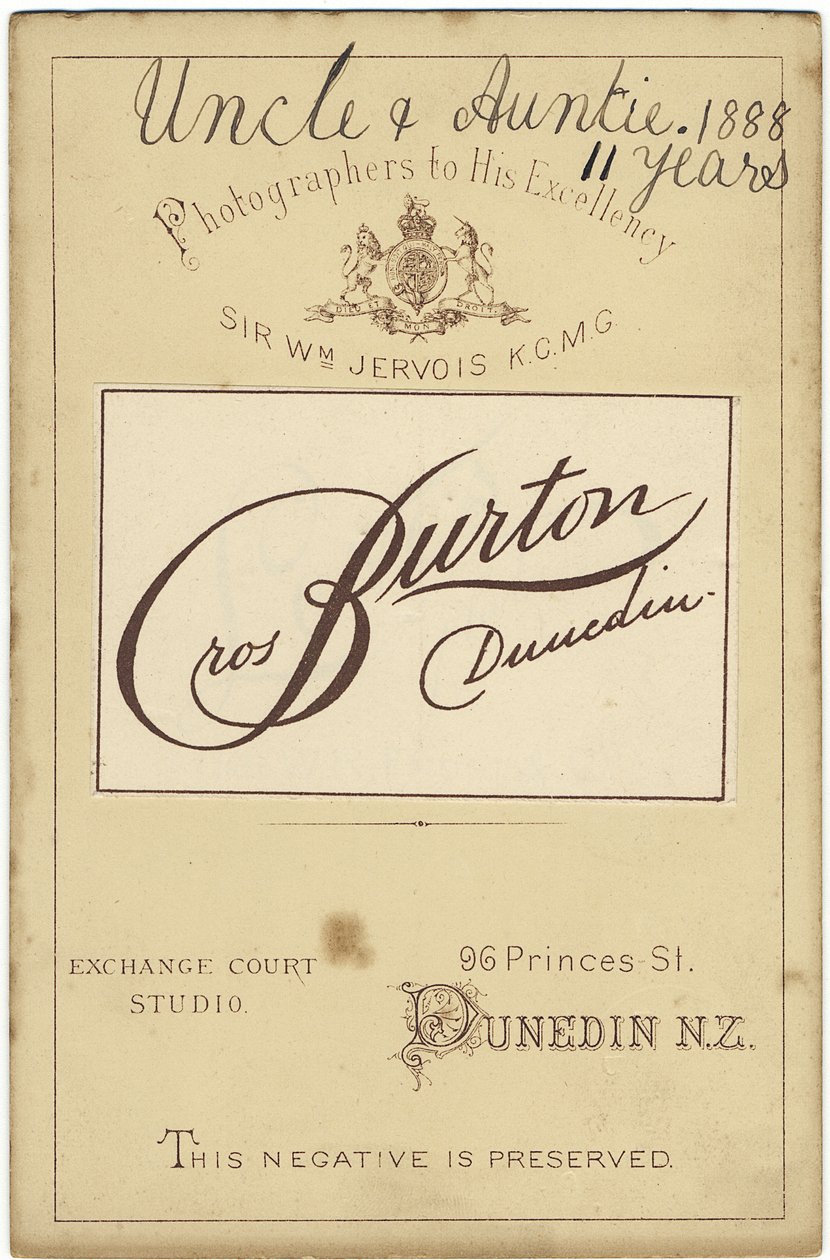 Uncle & Auntie. 1888
11 years
Photographers to His Excellency
DIEU ET MON DROIT.
SIR WM JERVOIS K.C.M.G
Burton
Bros
Dunedin
EXCHANGE COURT
STUDIO.
96 Princes St.
DUNEDIN N.Z.
THIS NEGATIVE IS PRESERVED.